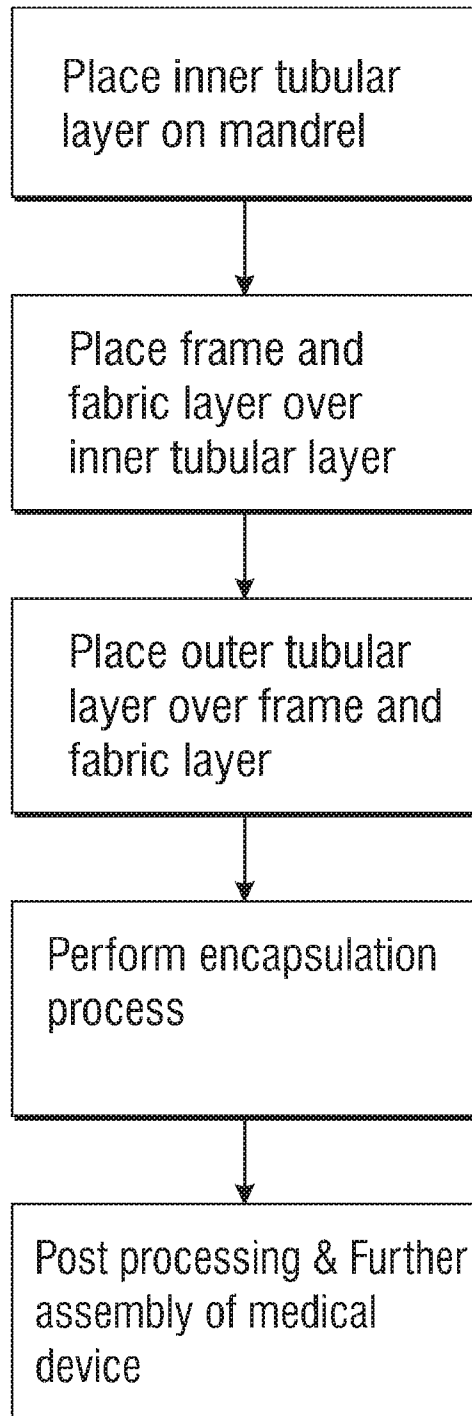 Place inner tubular
layer on mandrel
Place frame and
fabric layer over
inner tubular layer
Place outer tubular
layer over frame and
fabric layer
Perform encapsulation
process
Post processing & Further
assembly of medical
device